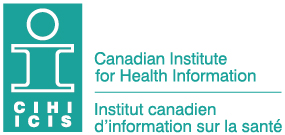 CIHI
ICIS
Canadian Institute
for Health Information
Institut canadien
d'information sur la santé